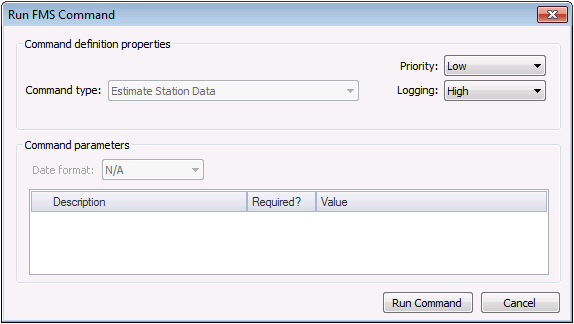 Run FMS Command
Command definition properties
Priority: Low
Command type: Estimate Station Data
Logging: High
Command parameters
Date format: N/A
Description Required? Value
Run Command Cancel